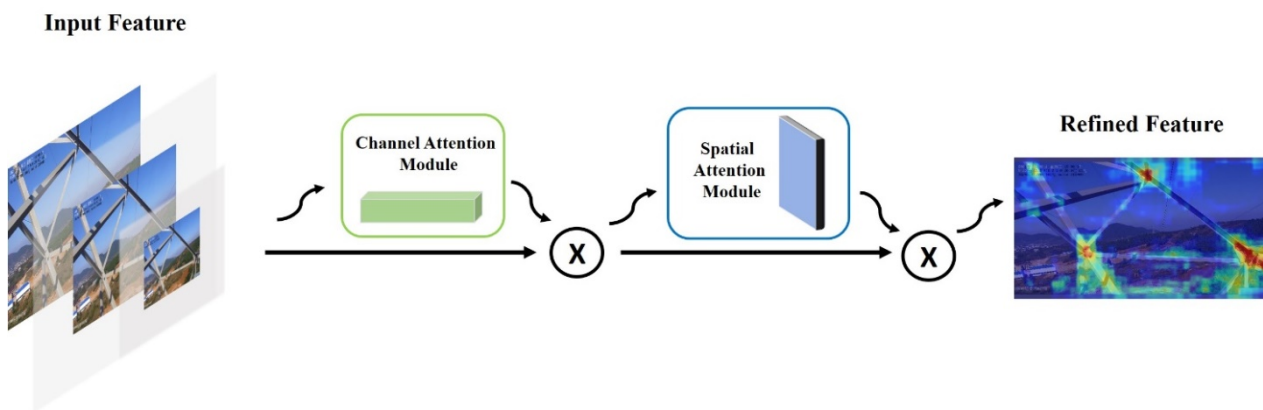 Input Feature
Channel Attention
Module
X
Spatial
Attention
Module
X
Refined Feature